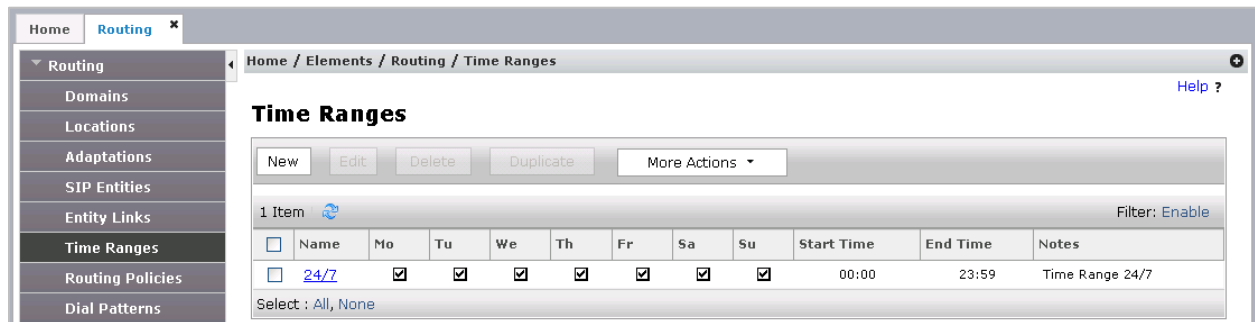 Home Routing ×
Routing
Domains
Locations
Adaptations
SIP Entities
Entity Links
Time Ranges
Routing Policies
Dial Patterns
Home / Elements / Routing / Time Ranges
Help ?
Time Ranges
New Edit Delete Duplicate More Actions
1 Item Filter: Enable
Name Mo Tu We Th Fr Sa Su Start Time End Time Notes
24/7 00:00 23:59 Time Range 24/7
Select : All, None